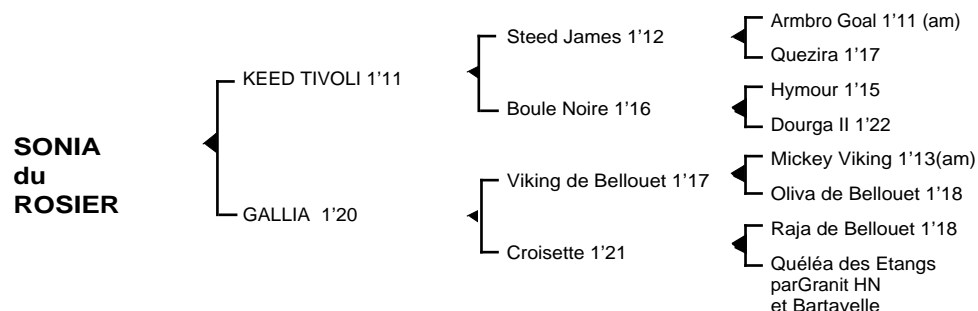 SONIA
du
ROSIER
KEED TIVOLI 1’11
GALLIA 1’20
Steed James 1’12
Boule Noire 1’16
Viking de Bellouet 1’17
Croisette 1’21
Armbro Goal 1’11 (am)
Quezira 1’17
Hymour 1’15
Dourga II 1’22
Mickey Viking 1’13(am)
Oliva de Bellouet 1’18
Raja de Bellouet 1’18
Quéléa des Etangs
parGranit HN
et Bartavelle